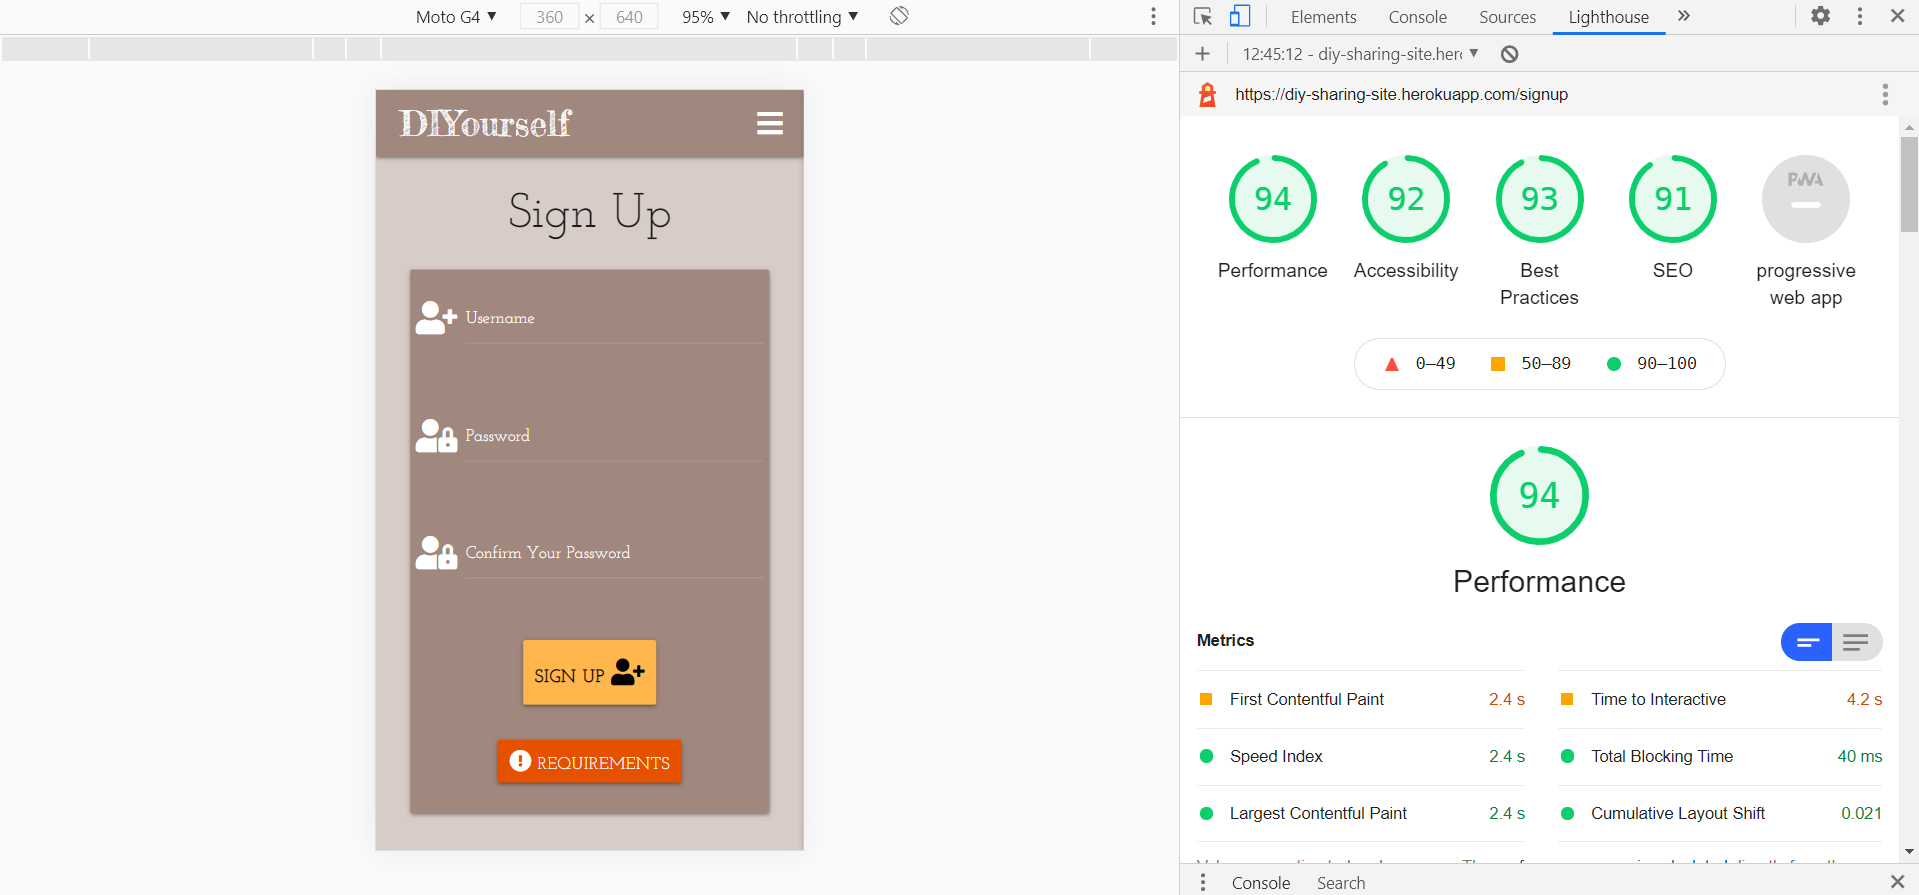 Moto G4 ▼ 360 × 640 95% ▼ No throttling ▼
Elements Console Sources Lighthouse »
12:45:12 - diy-sharing-site.her ▼
https://diy-sharing-site.herokuapp.com/signup
DIYourself
Sign Up
Username
Password
Confirm Your Password
SIGN UP
REQUIREMENTS
94 92 93 91 PWA
Performance Accessibility Best Practices SEO progressive web app
0–49 50–89 90–100
94
Performance
Metrics
First Contentful Paint 2.4 s Time to Interactive 4.2 s
Speed Index 2.4 s Total Blocking Time 40 ms
Largest Contentful Paint 2.4 s Cumulative Layout Shift 0.021
Console Search